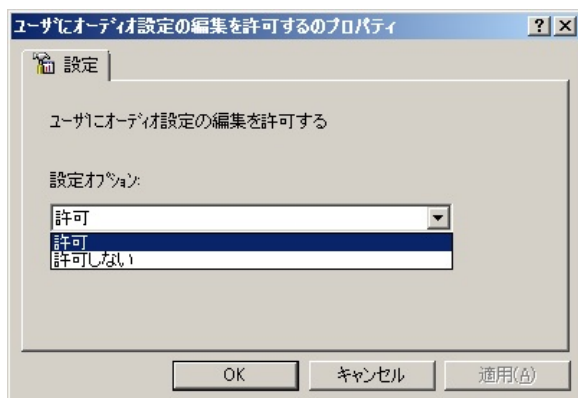 ユーザにオーディオ設定の編集を許可するのプロパティ
設定
ユーザにオーディオ設定の編集を許可する
設定オプション:
許可
許可
許可しない
OK
キャンセル
適用(A)